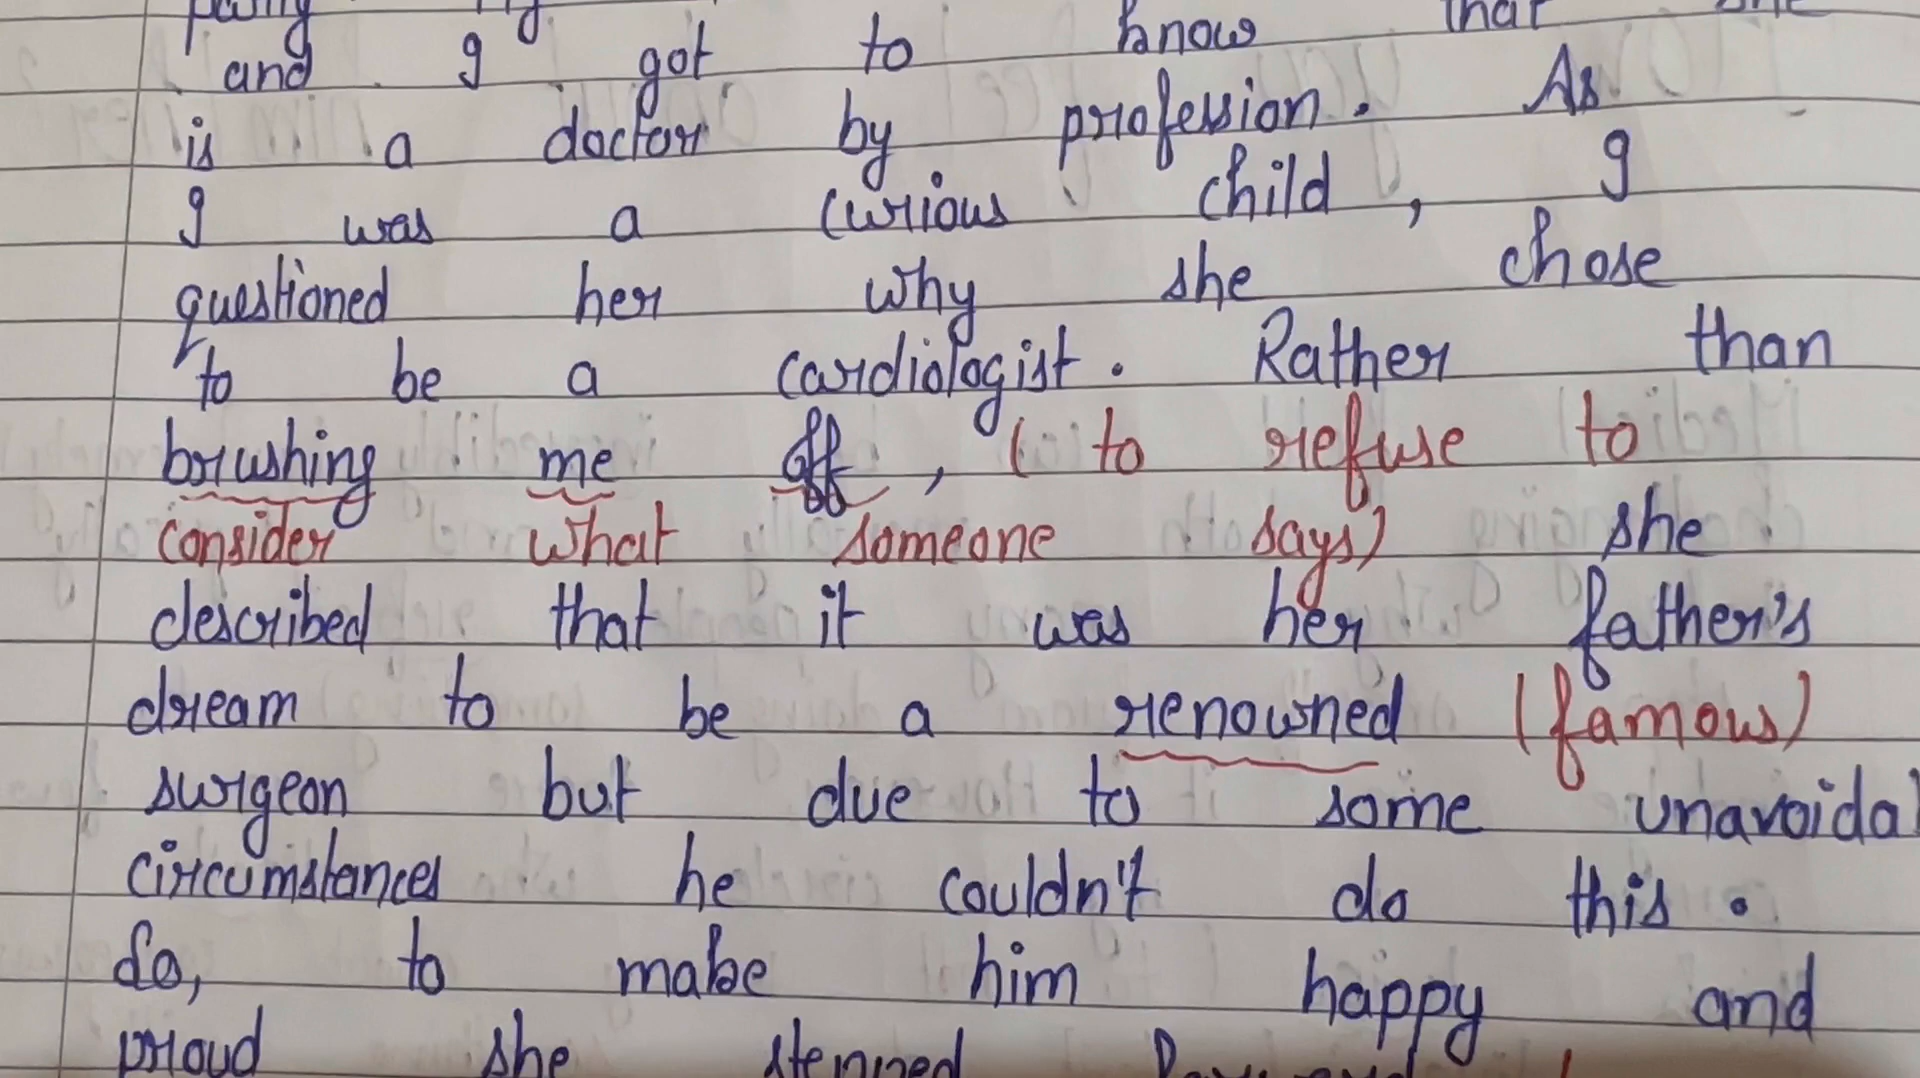 and I got to know that she
is a doctor by profession. As
I was a curious child, I
questioned her why she chose
to be a cardiologist. Rather than
brushing me off, ( to refuse to
consider what someone says) she
described that it was her father's
dream to be a renowned (famous)
surgeon but due to some
circumstances he couldn't do this.
So, to make him happy and
proud she stepped